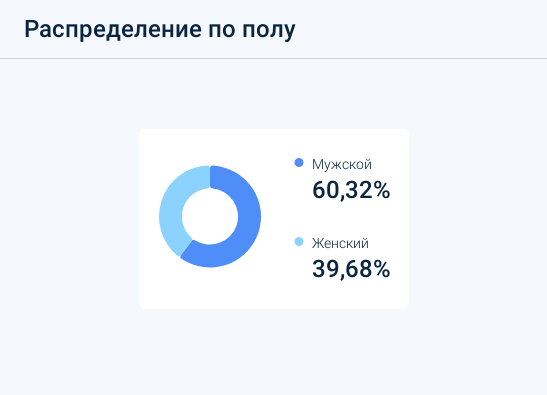 Распределение по полу
Мужской
60,32%
Женский
39,68%